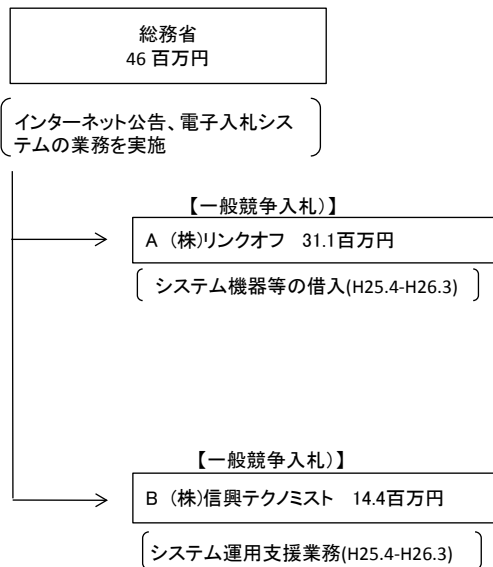 総務省
46 百万円
インターネット公告、電子入札シス
テムの業務を実施
【一般競争入札)】
A (株)リンクオフ 31.1百万円
システム機器等の借入(H25.4-H26.3)
【一般競争入札)】
B (株)信興テクノミスト 14.4百万円
システム運用支援業務(H25.4-H26.3)